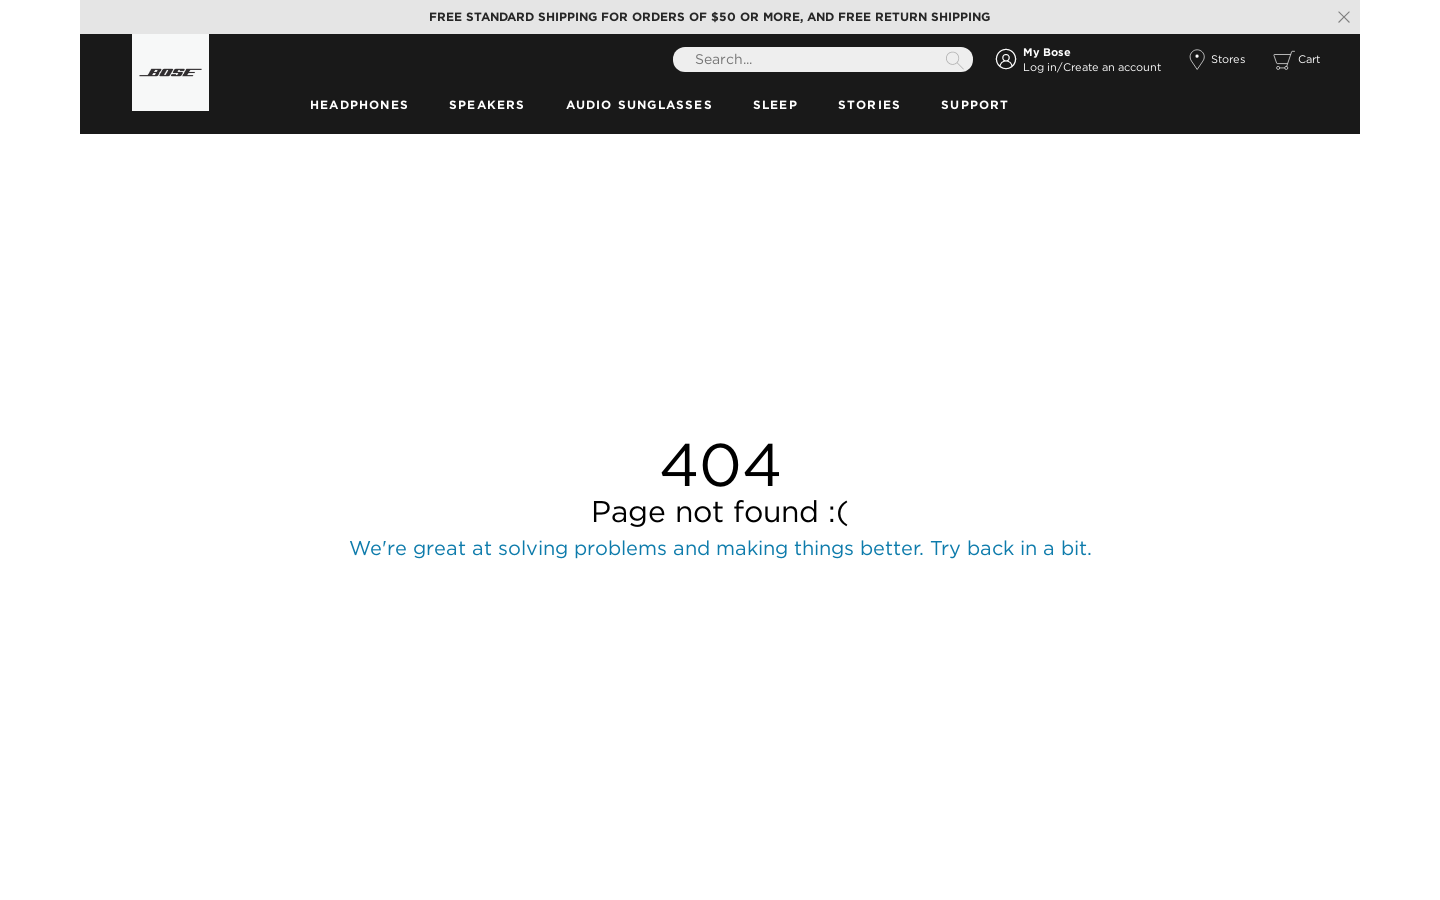 FREE STANDARD SHIPPING FOR ORDERS OF $50 OR MORE, AND FREE RETURN SHIPPING
BOSE
Search...
My Bose
Log in/Create an account
Stores
Cart
HEADPHONES
SPEAKERS
AUDIO SUNGLASSES
SLEEP
STORIES
SUPPORT
404
Page not found :(
We're great at solving problems and making things better. Try back in a bit.